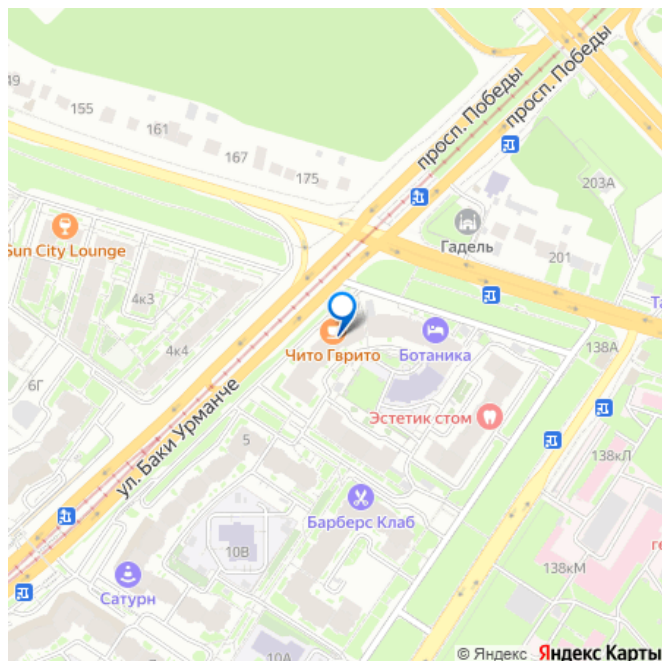 просп. Победы
просп. Победы
49
155
161
167
175
203А
Гадель
201
Sun City Lounge
4к3
4к4
6Г
Чито Гврито
Ботаника
138А
Эстетик стом
ул. Баки Урманче
5
138кЛ
Барберс Клаб
10В
138кМ
Сатурн
10А
© Яндекс Яндекс Карты